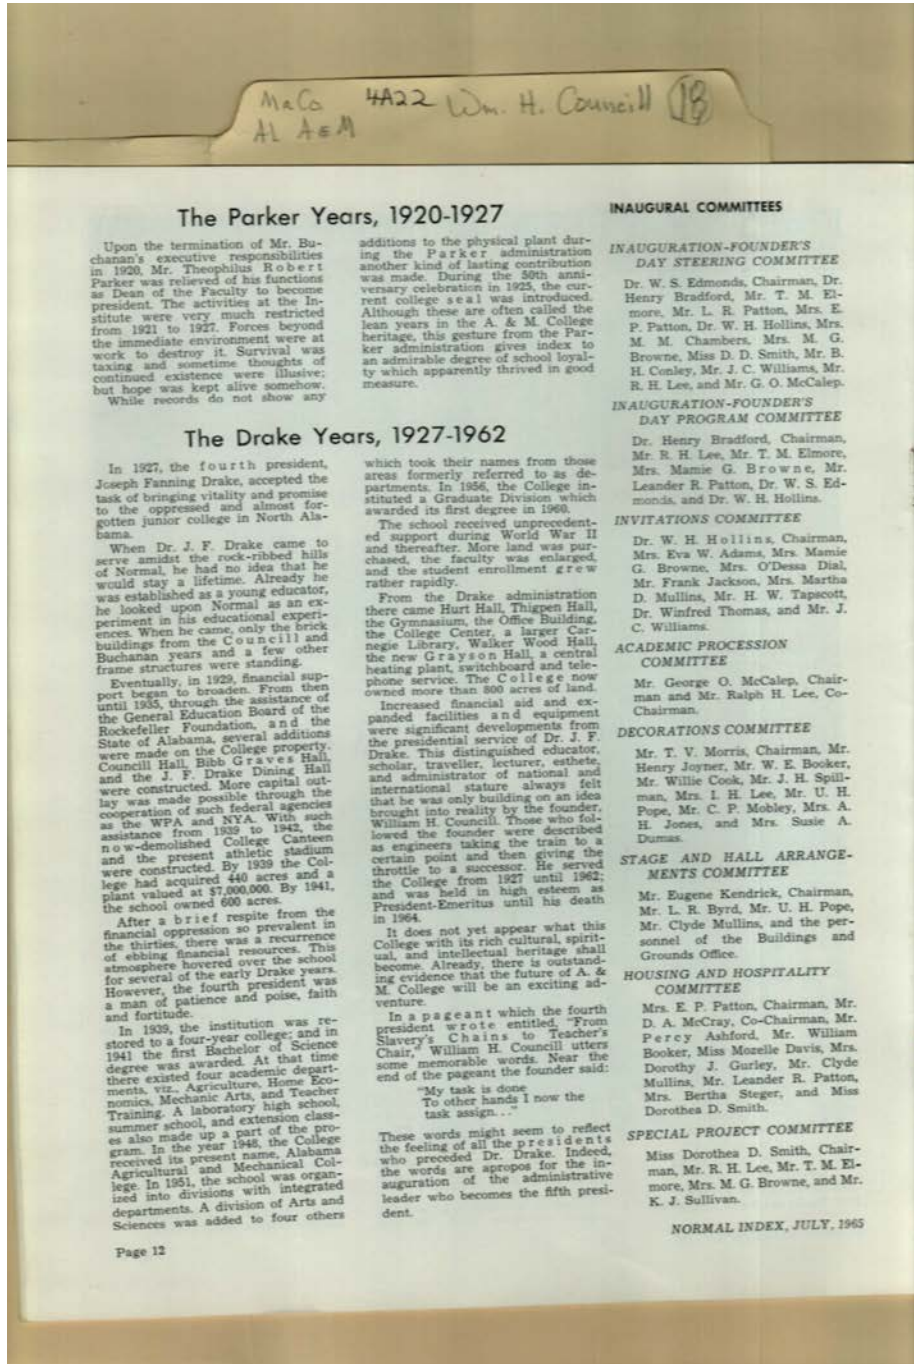 MaCo 4A22 Wm. H. Councill 18
AL A&M
The Parker Years, 1920-1927
Upon the termination of Mr. Bu-
chanan's executive responsibilities
in 1920, Mr. Theophilus Robert
Parker was relieved of his functions
as Dean of the Faculty to become
president. The activities at the In-
stitute were very much restricted
from 1921 to 1927. Forces beyond
the immediate environment were at
work to destroy it. Survival was
taxing and sometime thoughts of
continued existence were illusive;
but hope was kept alive somehow.
While records do not show any
additions to the physical plant dur-
ing the Parker administration
another kind of lasting contribution
was made. During the 50th anni-
versary celebration in 1925, the cur-
rent college seal was introduced.
Although these are often called the
lean years in the A. & M. College
heritage, this gesture from the Par-
ker administration gives index to
an admirable degree of school loyal-
ty which apparently thrived in good
measure.
The Drake Years, 1927-1962
In 1927, the fourth president,
Joseph Fanning Drake, accepted the
task of bringing vitality and promise
to the oppressed and almost for-
gotten junior college in North Ala-
bama.
When Dr. J. F. Drake came to
serve amidst the rock-ribbed hills
of Normal, he had no idea that he
would stay a lifetime. Already he
was established as a young educator,
he looked upon Normal as an ex-
periment in his educational experi-
ences. When he came, only the brick
buildings from the Councill and
Buchanan years and a few other
frame structures were standing.
Eventually, in 1929, financial sup-
port began to broaden. From then
until 1935, through the assistance of
the General Education Board of the
Rockefeller Foundation, and the
State of Alabama, several additions
were made on the College property.
Councill Hall, Bibb Graves Hall,
and the J. F. Drake Dining Hall
were constructed. More capital out-
lay was made possible through the
cooperation of such federal agencies
as the WPA and NYA. With such
assistance from 1939 to 1942, the
now-demolished College Canteen
and the present athletic stadium
were constructed. By 1939 the Col-
lege had acquired 440 acres and a
plant valued at $7,000,000. By 1941,
the school owned 600 acres.
After a brief respite from the
financial oppression so prevalent in
the thirties, there was a recurrence
of ebbing financial resources. This
atmosphere hovered over the school
for several of the early Drake years.
However, the fourth president was
a man of patience and poise, faith
and fortitude.
In 1939, the institution was re-
stored to a four-year college; and in
1941 the first Bachelor of Science
degree was awarded. At that time
there existed four academic depart-
ments, viz., Agriculture, Home Eco-
nomics, Mechanic Arts, and Teacher
Training. A laboratory high school,
summer school, and extension class-
es also made up a part of the pro-
gram. In the year 1948, the College
received its present name, Alabama
Agricultural and Mechanical Col-
lege. In 1951, the school was organ-
ized into divisions with integrated
departments. A division of Arts and
Sciences was added to four others
which took their names from those
areas formerly referred to as de-
partments. In 1956, the College in-
stituted a Graduate Division which
awarded its first degree in 1960.
The school received unprecedent-
ed support during World War II
and thereafter. More land was pur-
chased, the faculty was enlarged,
and the student enrollment grew
rather rapidly.
From the Drake administration
there came Hurt Hall, Thigpen Hall,
the Gymnasium, the Office Building,
the College Center, a larger Car-
negie Library, Walker Wood Hall,
the new Grayson Hall, a central
heating plant, switchboard and tele-
phone service. The College now
owned more than 800 acres of land.
Increased financial aid and ex-
panded facilities and equipment
were significant developments from
the presidential service of Dr. J. F.
Drake. This distinguished educator,
scholar, traveller, lecturer, esthete,
and administrator of national and
international stature always felt
that he was only building on an idea
brought into reality by the founder,
William H. Councill. Those who fol-
lowed the founder were described
as engineers taking the train to a
certain point and then giving the
throttle to a successor. He served
the College from 1927 until 1962;
and was held in high esteem as
President-Emeritus until his death
in 1964.
It does not yet appear what this
College with its rich cultural, spirit-
ual, and intellectual heritage shall
become. Already, there is outstand-
ing evidence that the future of A. &
M. College will be an exciting ad-
venture.
In a pageant which the fourth
president wrote entitled, "From
Slavery's Chains to Teacher's
Chair," William H. Councill utters
some memorable words. Near the
end of the pageant the founder said:
"My task is done
To other hands I now the
task assign..."
These words might seem to reflect
the feeling of all the presidents
who preceded Dr. Drake. Indeed,
the words are apropos for the in-
auguration of the administrative
leader who becomes the fifth presi-
dent.
INAUGURAL COMMITTEES
INAUGURATION-FOUNDER'S
DAY STEERING COMMITTEE
Dr. W. S. Edmonds, Chairman, Dr.
Henry Bradford, Mr. T. M. El-
more, Mr. L. R. Patton, Mrs. E.
P. Patton, Dr. W. H. Hollins, Mrs.
M. M. Chambers, Mrs. M. G.
Browne, Miss D. D. Smith, Mr. B.
H. Conley, Mr. J. C. Williams, Mr.
R. H. Lee, and Mr. G. O. McCalep.
INAUGURATION-FOUNDER'S
DAY PROGRAM COMMITTEE
Dr. Henry Bradford, Chairman,
Mr. R. H. Lee, Mr. T. M. Elmore,
Mrs. Mamie G. Browne, Mr.
Leander R. Patton, Dr. W. S. Ed-
monds, and Dr. W. H. Hollins.
INVITATIONS COMMITTEE
Dr. W. H. Hollins, Chairman,
Mrs. Eva W. Adams, Mrs. Mamie
G. Browne, Mrs. O'Dessa Dial,
Mr. Frank Jackson, Mrs. Martha
D. Mullins, Mr. H. W. Tapscott,
Dr. Winfred Thomas, and Mr. J.
C. Williams.
ACADEMIC PROCESSION
COMMITTEE
Mr. George O. McCalep, Chair-
man and Mr. Ralph H. Lee, Co-
Chairman.
DECORATIONS COMMITTEE
Mr. T. V. Morris, Chairman, Mr.
Henry Joyner, Mr. W. E. Booker,
Mr. Willie Cook, Mr. J. H. Spill-
man, Mrs. I. H. Lee, Mr. U. H.
Pope, Mr. C. P. Mobley, Mrs. A.
H. Jones, and Mrs. Susie A.
Dumas.
STAGE AND HALL ARRANGE-
MENTS COMMITTEE
Mr. Eugene Kendrick, Chairman,
Mr. L. R. Byrd, Mr. U. H. Pope,
Mr. Clyde Mullins, and the per-
sonnel of the Buildings and
Grounds Office.
HOUSING AND HOSPITALITY
COMMITTEE
Mrs. E. P. Patton, Chairman, Mr.
D. A. McCray, Co-Chairman, Mr.
Percy Ashford, Mr. William
Booker, Miss Mozelle Davis, Mrs.
Dorothy J. Gurley, Mr. Clyde
Mullins, Mr. Leander R. Patton,
Mrs. Bertha Steger, and Miss
Dorothea D. Smith.
SPECIAL PROJECT COMMITTEE
Miss Dorothea D. Smith, Chair-
man, Mr. R. H. Lee, Mr. T. M. El-
more, Mrs. M. G. Browne, and Mr.
K. J. Sullivan.
NORMAL INDEX, JULY, 1965
Page 12